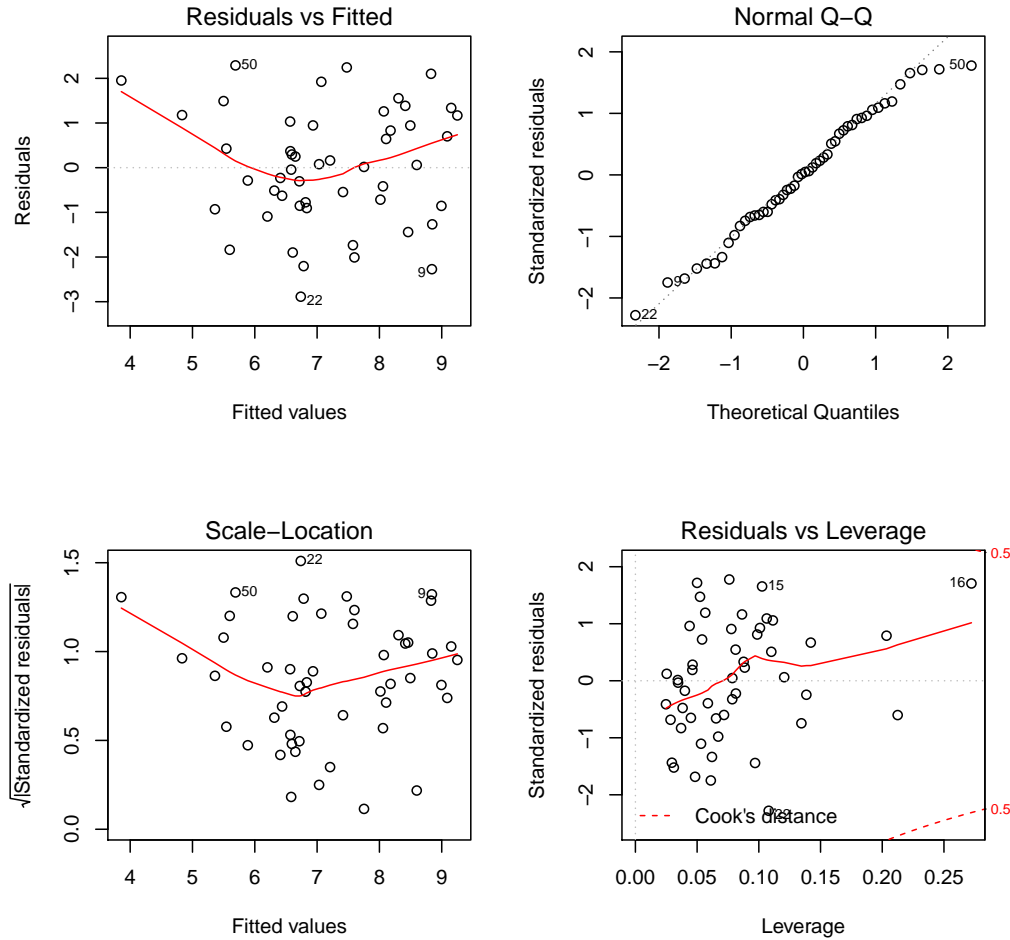 Residuals vs Fitted
Residuals
2
1
0
−1
−2
−3
50
9
22
4 5 6 7 8 9
Fitted values
Normal Q−Q
Standardized residuals
2
1
0
−1
−2
50
9
22
−2 −1 0 1 2
Theoretical Quantiles
Scale−Location
√|Standardized residuals|
1.5
1.0
0.5
0.0
22
50
9
4 5 6 7 8 9
Fitted values
Residuals vs Leverage
Standardized residuals
2
1
0
−1
−2
0.5
15
16
22
0.5
Cook's distance
0.00 0.05 0.10 0.15 0.20 0.25
Leverage